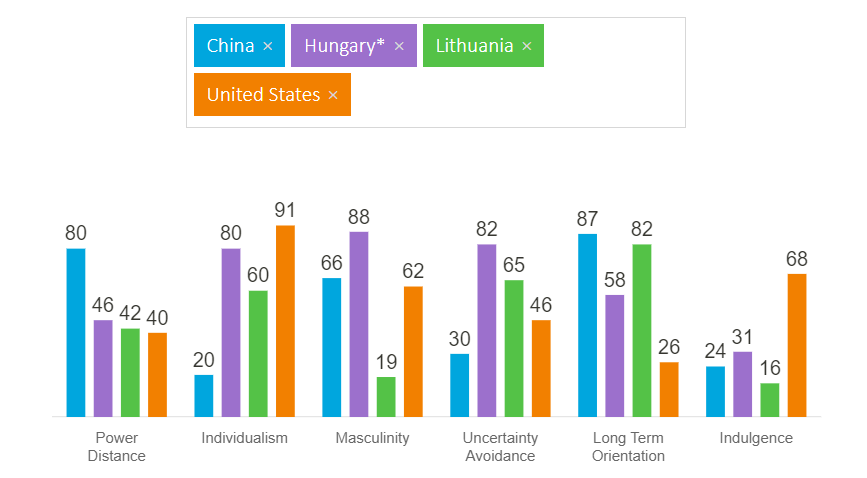 China ×
Hungary* ×
Lithuania ×
United States ×
80
46
42
40
20
80
60
91
66
88
19
62
30
82
65
46
87
58
82
26
24
31
16
68
Power
Distance
Individualism
Masculinity
Uncertainty
Avoidance
Long Term
Orientation
Indulgence